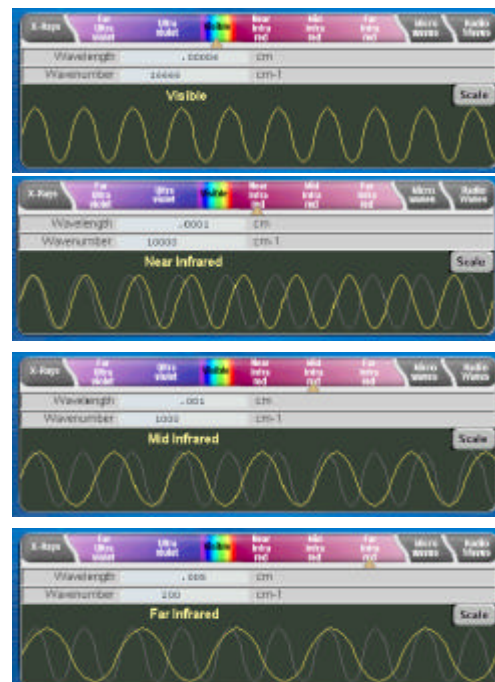 X-Rays Far Ultra violet Ultra violet Visible Near Infra red Mid Infra red Far Infra red Micro waves Radio Waves
Wavelength cm
Wavenumber cm-1
Visible
Scale
X-Rays Far Ultra violet Ultra violet Visible Near Infra red Mid Infra red Far Infra red Micro waves Radio Waves
Wavelength .0001 cm
Wavenumber 10000 cm-1
Near Infrared
Scale
X-Rays Far Ultra violet Ultra violet Visible Near Infra red Mid Infra red Far Infra red Micro waves Radio Waves
Wavelength .001 cm
Wavenumber 1000 cm-1
Mid Infrared
Scale
X-Rays Far Ultra violet Ultra violet Visible Near Infra red Mid Infra red Far Infra red Micro waves Radio Waves
Wavelength cm
Wavenumber cm-1
Far Infrared
Scale